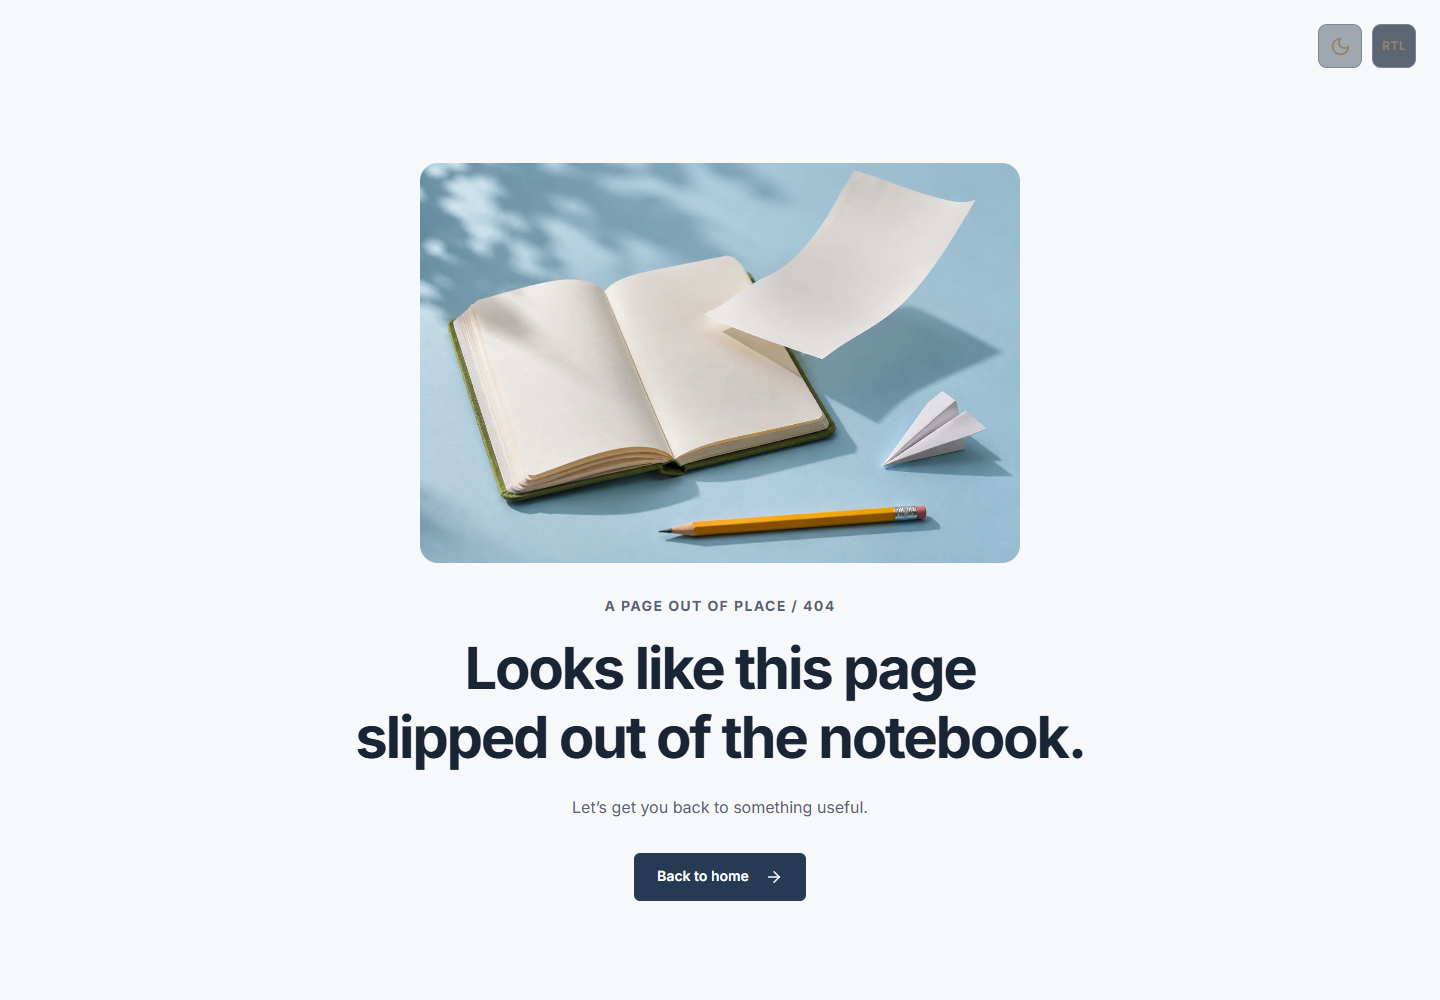 RTL
A PAGE OUT OF PLACE / 404
Looks like this page
slipped out of the notebook.
Let’s get you back to something useful.
Back to home